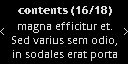 contents (16/18)
magna efficitur et.
< Sed varius sem odio, >
in sodales erat porta